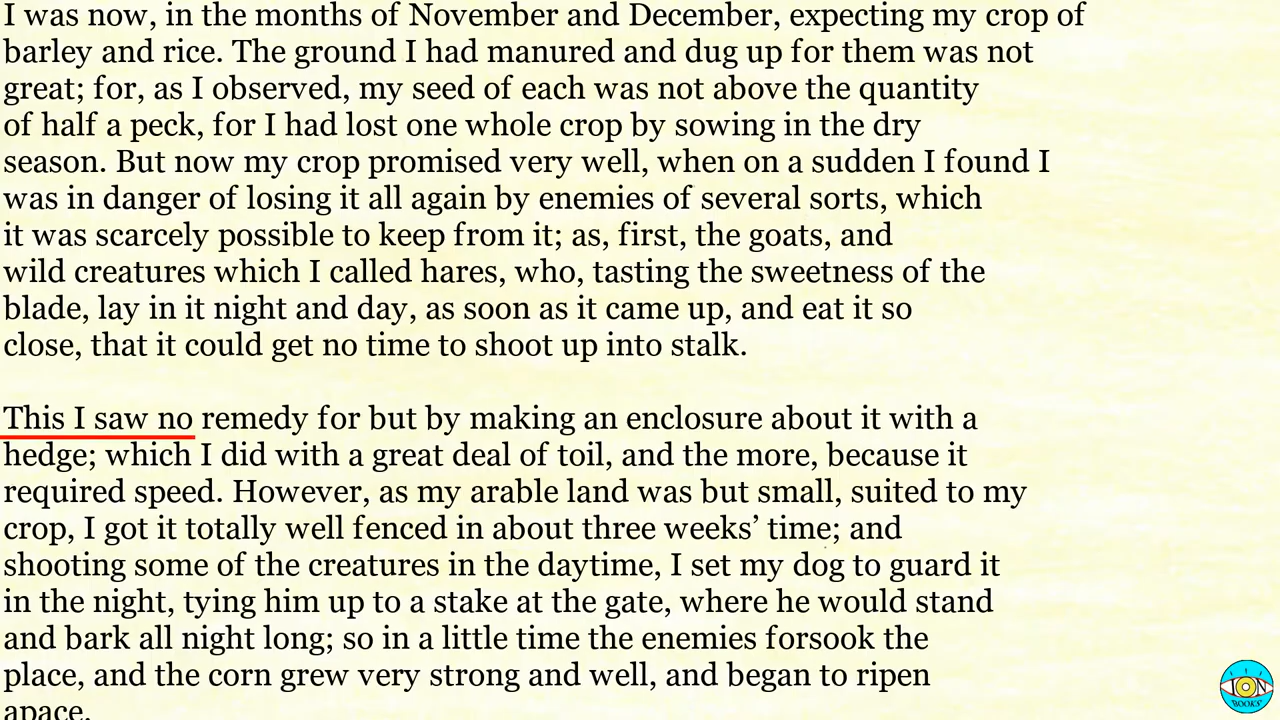 I was now, in the months of November and December, expecting my crop of
barley and rice. The ground I had manured and dug up for them was not
great; for, as I observed, my seed of each was not above the quantity
of half a peck, for I had lost one whole crop by sowing in the dry
season. But now my crop promised very well, when on a sudden I found I
was in danger of losing it all again by enemies of several sorts, which
it was scarcely possible to keep from it; as, first, the goats, and
wild creatures which I called hares, who, tasting the sweetness of the
blade, lay in it night and day, as soon as it came up, and eat it so
close, that it could get no time to shoot up into stalk.
This I saw no remedy for but by making an enclosure about it with a
hedge; which I did with a great deal of toil, and the more, because it
required speed. However, as my arable land was but small, suited to my
crop, I got it totally well fenced in about three weeks’ time; and
shooting some of the creatures in the daytime, I set my dog to guard it
in the night, tying him up to a stake at the gate, where he would stand
and bark all night long; so in a little time the enemies forsook the
place, and the corn grew very strong and well, and began to ripen
apace.
ION
BOOKS